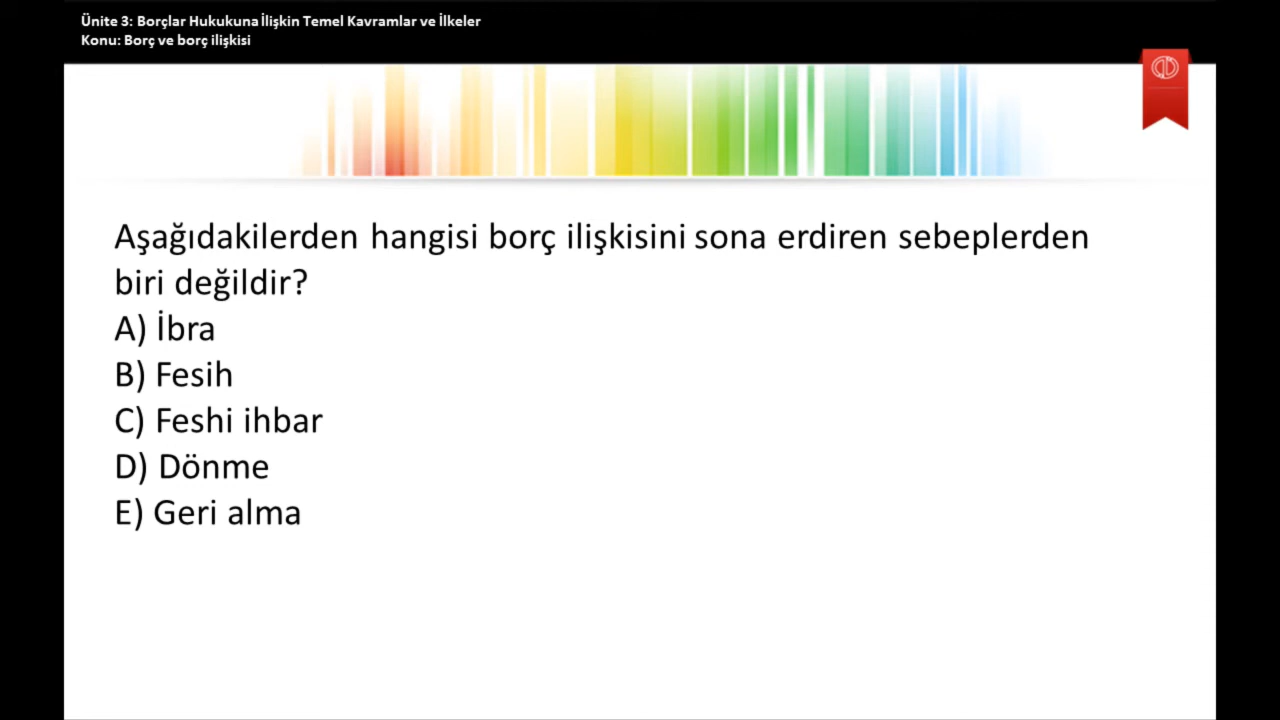 Ünite 3: Borçlar Hukukuna İlişkin Temel Kavramlar ve İlkeler
Konu: Borç ve borç ilişkisi
Aşağıdakilerden hangisi borç ilişkisini sona erdiren sebeplerden
biri değildir?
A) İbra
B) Fesih
C) Feshi ihbar
D) Dönme
E) Geri alma